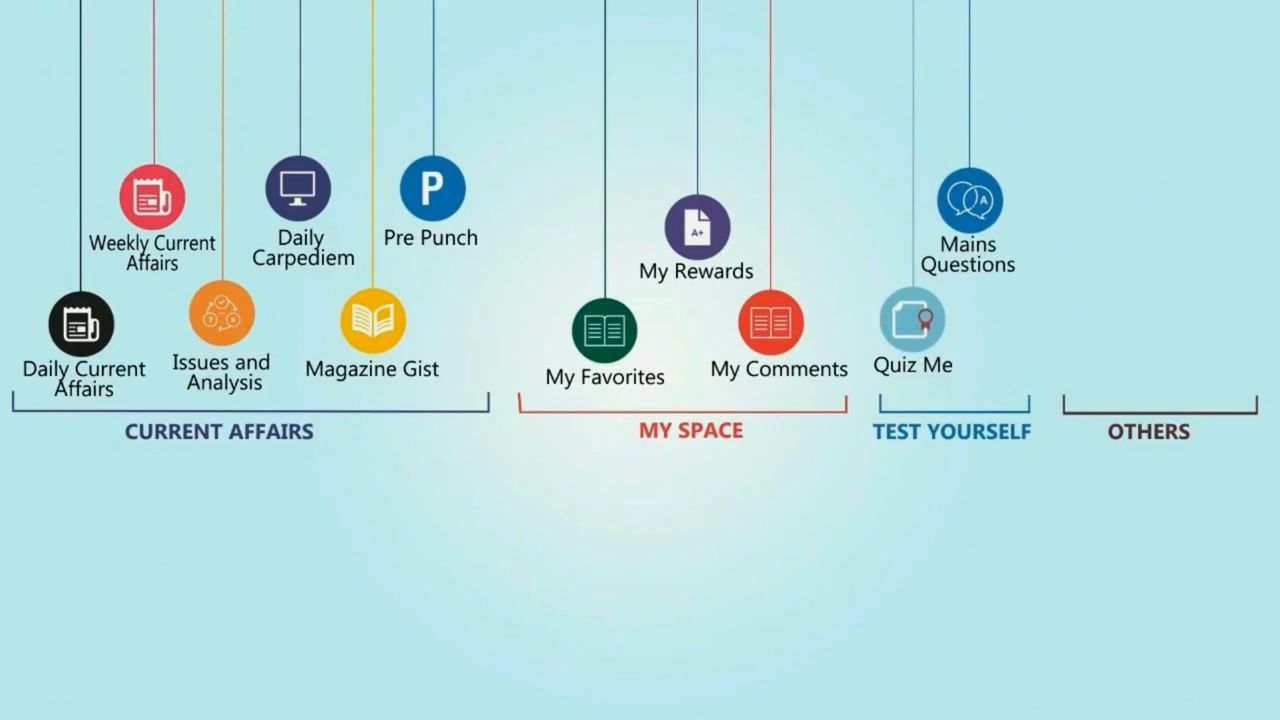 Weekly Current
Affairs
Daily
Carpediem
P
Pre Punch
Daily Current
Affairs
Issues and
Analysis
Magazine Gist
CURRENT AFFAIRS
A+
My Rewards
My Favorites
My Comments
MY SPACE
A
Mains
Questions
Quiz Me
TEST YOURSELF
OTHERS